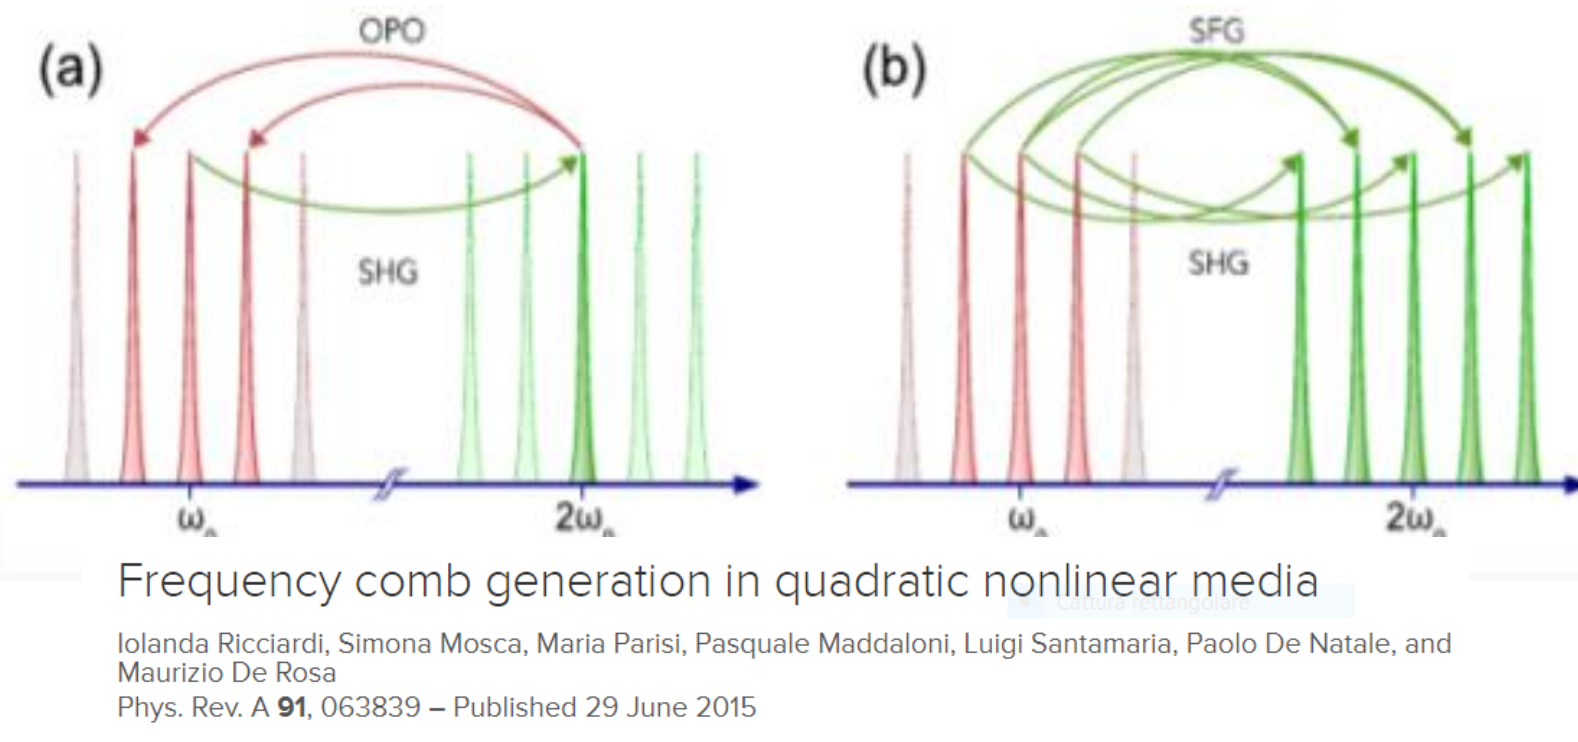 (a)
OPO
SHG
ω
2ω
(b)
SFG
SHG
ω
2ω
Frequency comb generation in quadratic nonlinear media
Cattura rettangolare
Iolanda Ricciardi, Simona Mosca, Maria Parisi, Pasquale Maddaloni, Luigi Santamaria, Paolo De Natale, and
Maurizio De Rosa
Phys. Rev. A 91, 063839 – Published 29 June 2015